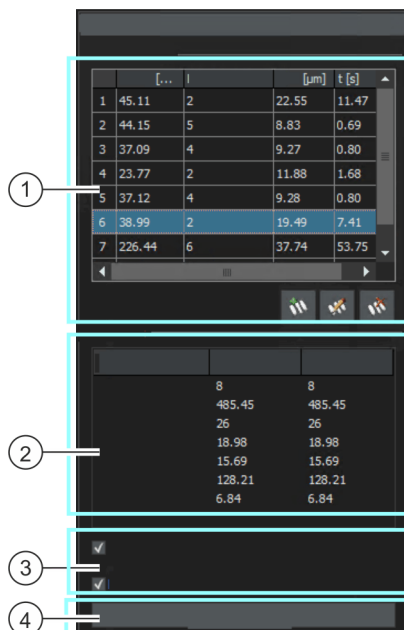 [... I [µm] t [s]
1 45.11 2 22.55 11.47
2 44.15 5 8.83 0.69
3 37.09 4 9.27 0.80
4 23.77 2 11.88 1.68
5 37.12 4 9.28 0.80
6 38.99 2 19.49 7.41
7 226.44 6 37.74 53.75
1
8 8
485.45 485.45
26 26
18.98 18.98
15.69 15.69
128.21 128.21
6.84 6.84
2
3
4